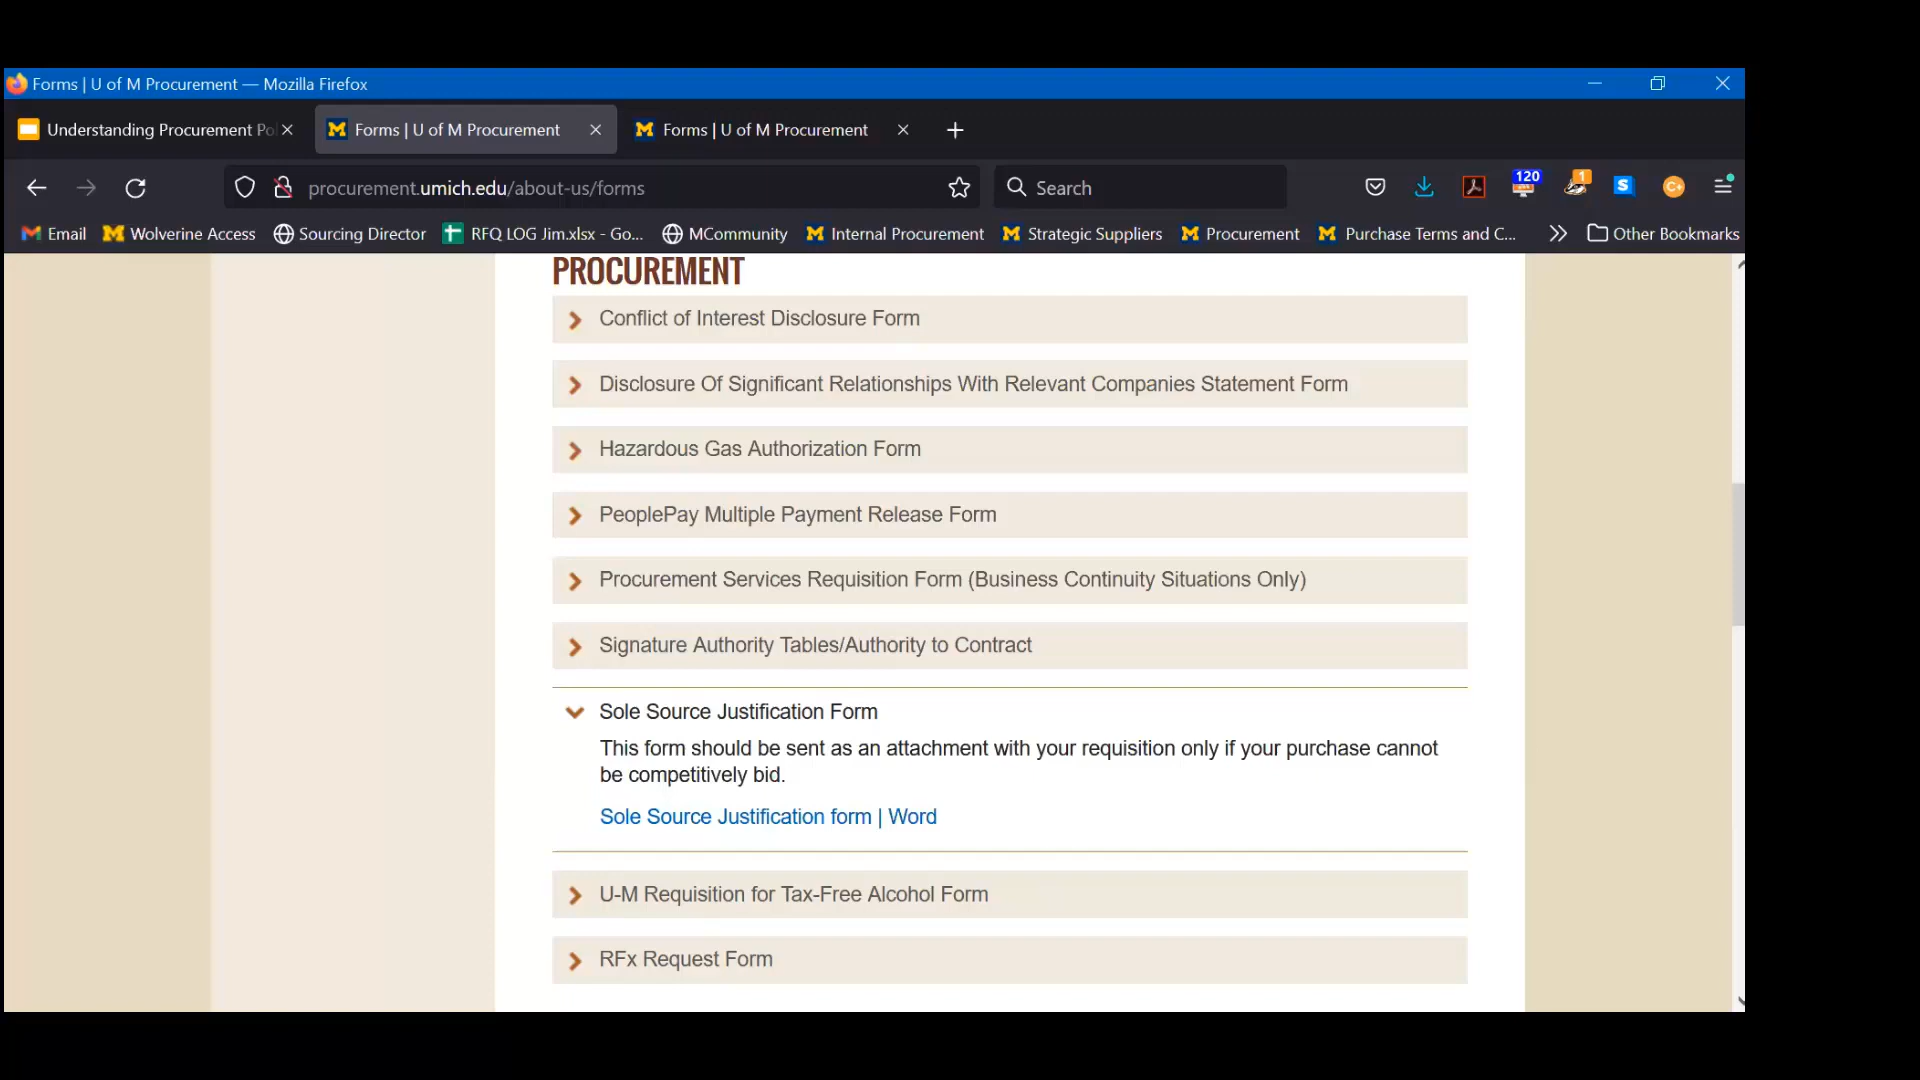 Forms | U of M Procurement — Mozilla Firefox
Understanding Procurement Po
Forms | U of M Procurement
Forms | U of M Procurement
procurement.umich.edu/about-us/forms
Search
120
1
S
C+
Email
Wolverine Access
Sourcing Director
RFQ LOG Jim.xlsx - Go...
MCommunity
Internal Procurement
Strategic Suppliers
Procurement
Purchase Terms and C...
Other Bookmarks
PROCUREMENT
Conflict of Interest Disclosure Form
Disclosure Of Significant Relationships With Relevant Companies Statement Form
Hazardous Gas Authorization Form
PeoplePay Multiple Payment Release Form
Procurement Services Requisition Form (Business Continuity Situations Only)
Signature Authority Tables/Authority to Contract
Sole Source Justification Form
This form should be sent as an attachment with your requisition only if your purchase cannot
be competitively bid.
Sole Source Justification form | Word
U-M Requisition for Tax-Free Alcohol Form
RFx Request Form